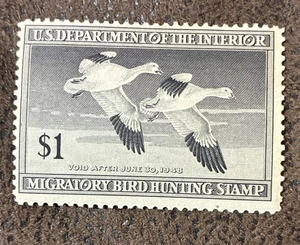 U.S. DEPARTMENT OF THE INTERIOR
$1
VOID AFTER JUNE 30, 1948
MIGRATORY BIRD HUNTING STAMP